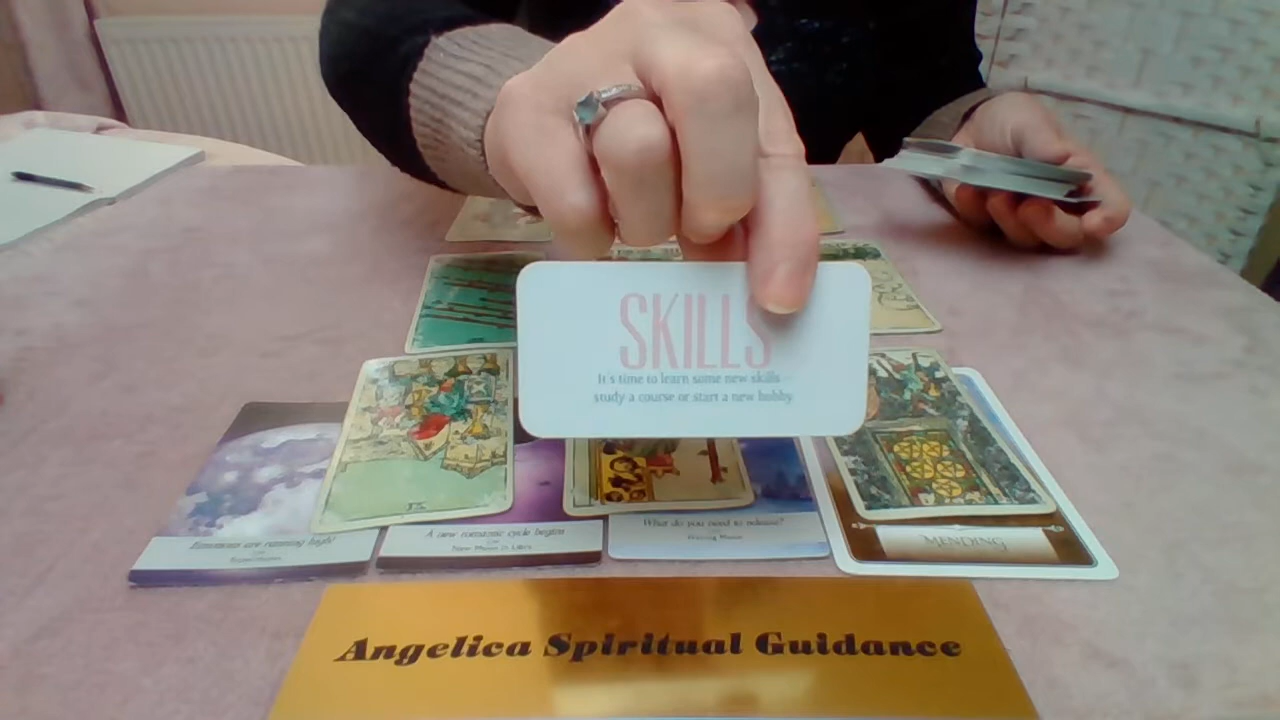 SKILLS
It's time to learn some new skills
study a course or start a new hobby
Emotions are running high
A new romantic cycle begins
New Moon in Libra
What do you need to release?
Waning Moon
MENDING
Angelica Spiritual Guidance